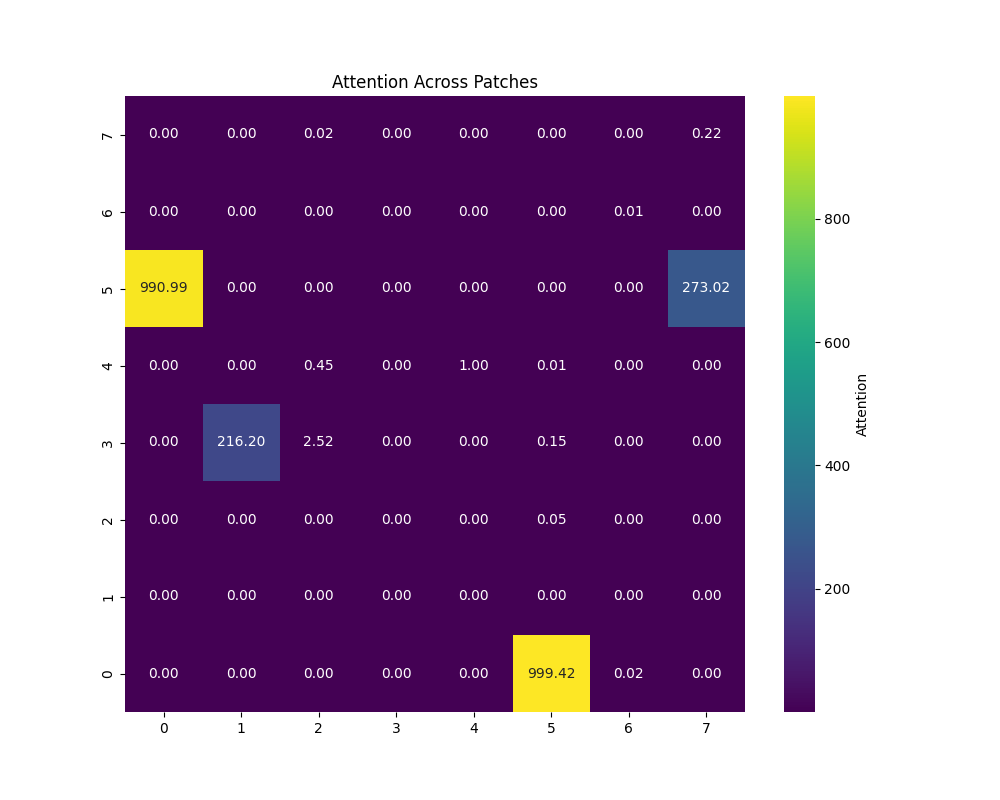 Attention Across Patches
7 0.00 0.00 0.02 0.00 0.00 0.00 0.00 0.22
6 0.00 0.00 0.00 0.00 0.00 0.00 0.01 0.00
5 990.99 0.00 0.00 0.00 0.00 0.00 0.00 273.02
4 0.00 0.00 0.45 0.00 1.00 0.01 0.00 0.00
3 0.00 216.20 2.52 0.00 0.00 0.15 0.00 0.00
2 0.00 0.00 0.00 0.00 0.00 0.05 0.00 0.00
1 0.00 0.00 0.00 0.00 0.00 0.00 0.00 0.00
0 0.00 0.00 0.00 0.00 0.00 999.42 0.02 0.00
0 1 2 3 4 5 6 7
800
600
400
200
Attention